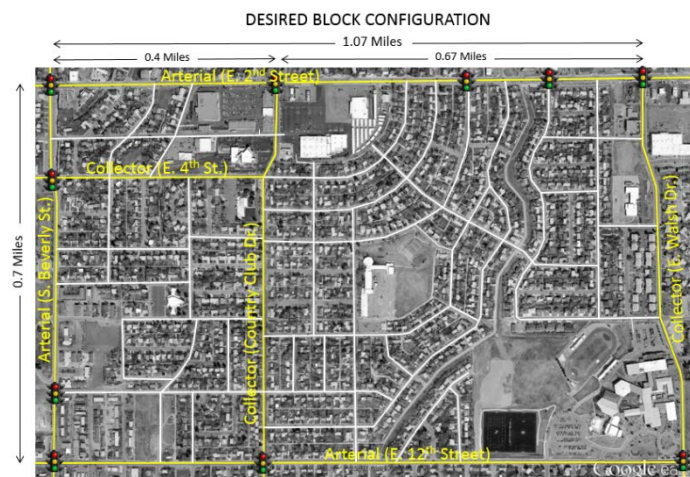 DESIRED BLOCK CONFIGURATION
1.07 Miles
0.4 Miles
0.67 Miles
Arterial (E. 2nd Street)
Collector (E. 4th St.)
0.7 Miles
Arterial (S. Beverly St.)
Collector (Country Club Dr.)
Collector (E. Walsh Dr.)
Arterial (E. 12th Street)
Google ea